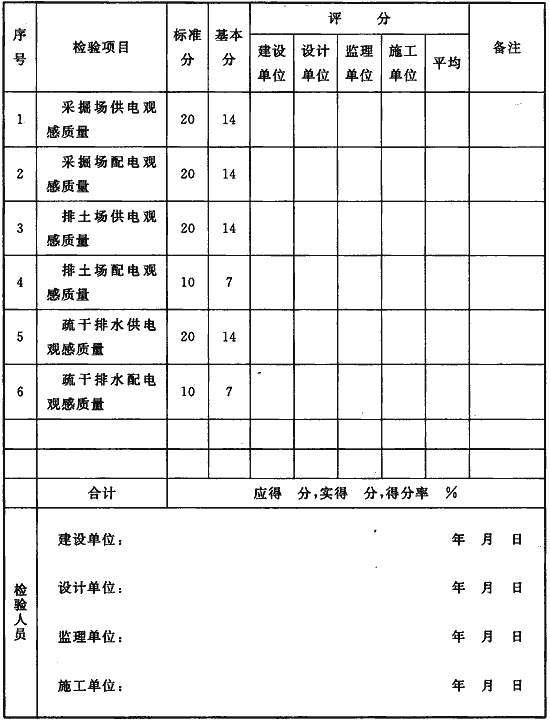 序号 检验项目 标准分 基本分 评 分 备注
建设单位 设计单位 监理单位 施工单位 平均
1 采掘场供电观感质量 20 14
2 采掘场配电观感质量 20 14
3 排土场供电观感质量 20 14
4 排土场配电观感质量 10 7
5 疏干排水供电观感质量 20 14
6 疏干排水配电观感质量 10 7
合计 应得 分,实得 分,得分率 %
检验人员
建设单位: 年 月 日
设计单位: 年 月 日
监理单位: 年 月 日
施工单位: 年 月 日